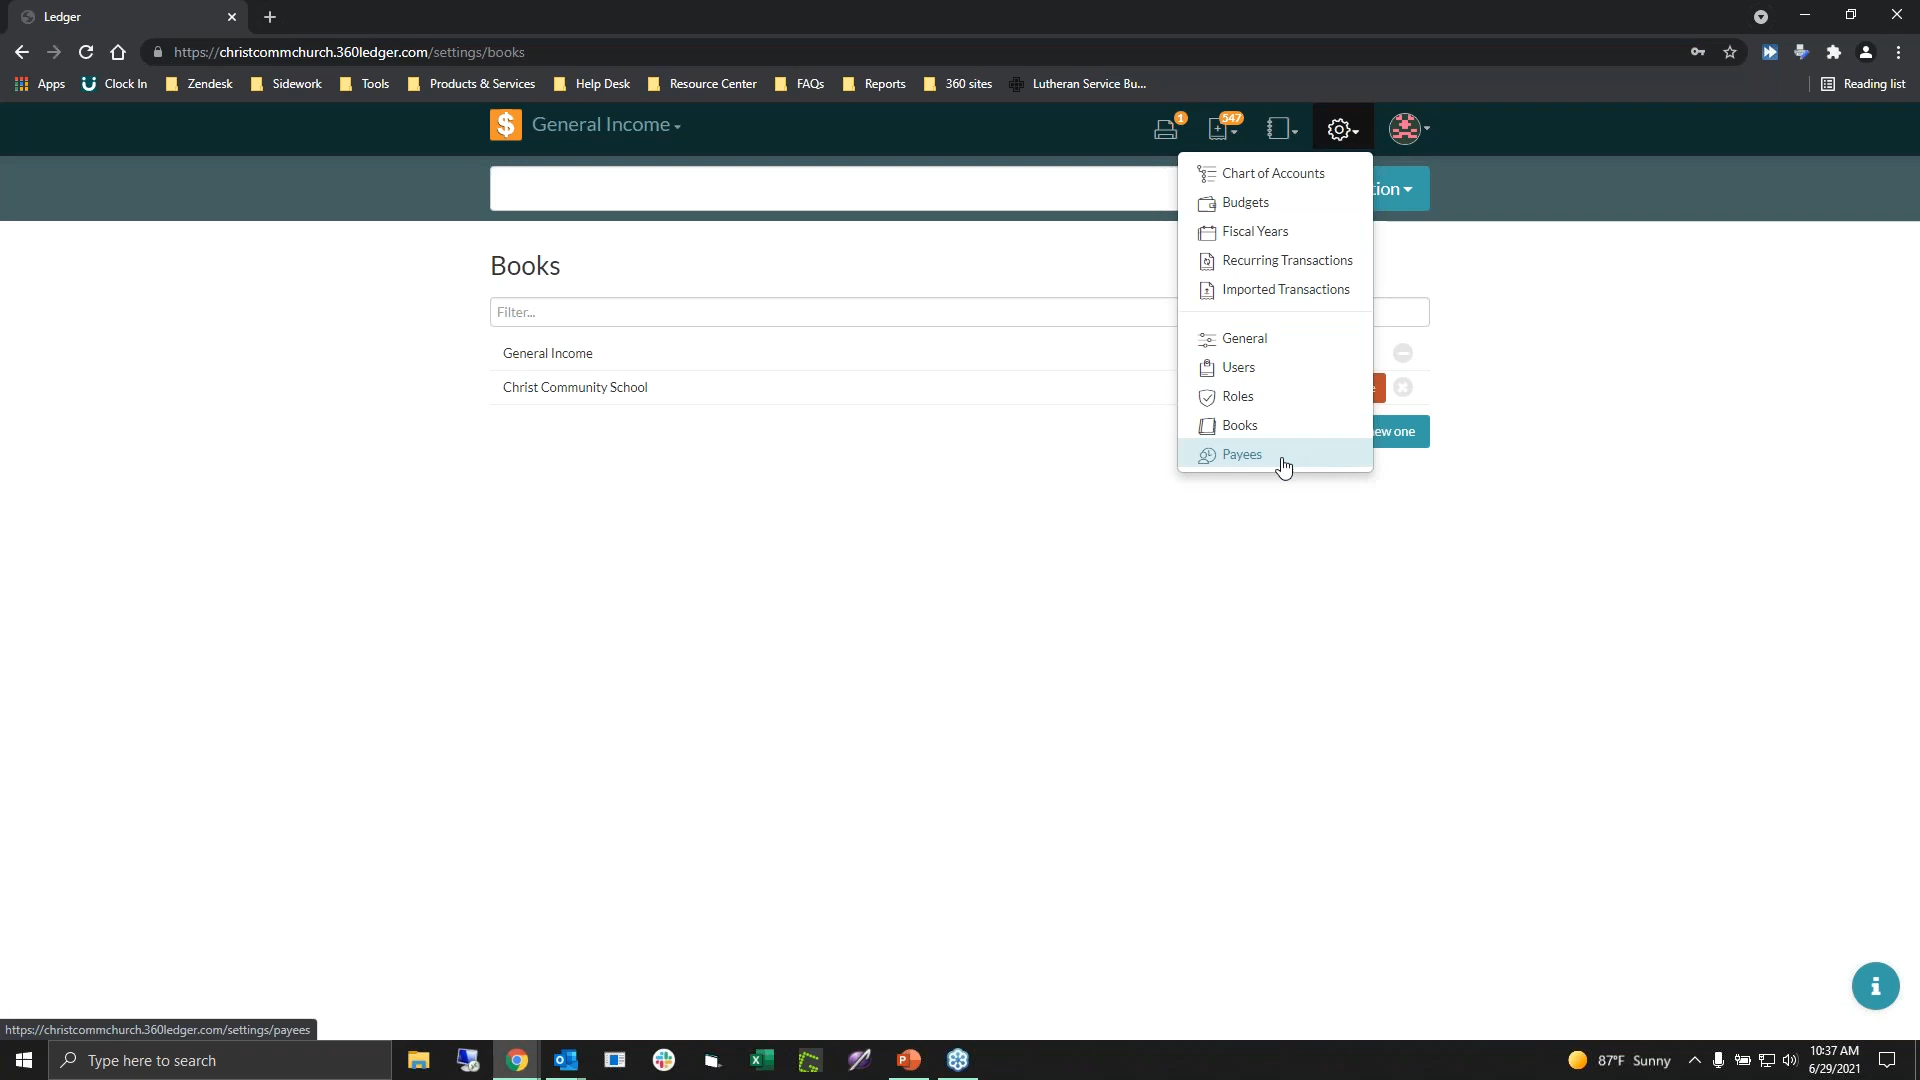 Ledger
https://christcommchurch.360ledger.com/settings/books
Apps Clock In Zendesk Sidework Tools Products & Services Help Desk Resource Center FAQs Reports 360 sites Lutheran Service Bu... Reading list
$ General Income 1 547
Chart of Accounts
Budgets
Fiscal Years
Recurring Transactions
Imported Transactions
General
Users
Roles
Books
Payees
Books
Filter...
General Income
Christ Community School
https://christcommchurch.360ledger.com/settings/payees
Type here to search
87°F Sunny
10:37 AM
6/29/2021